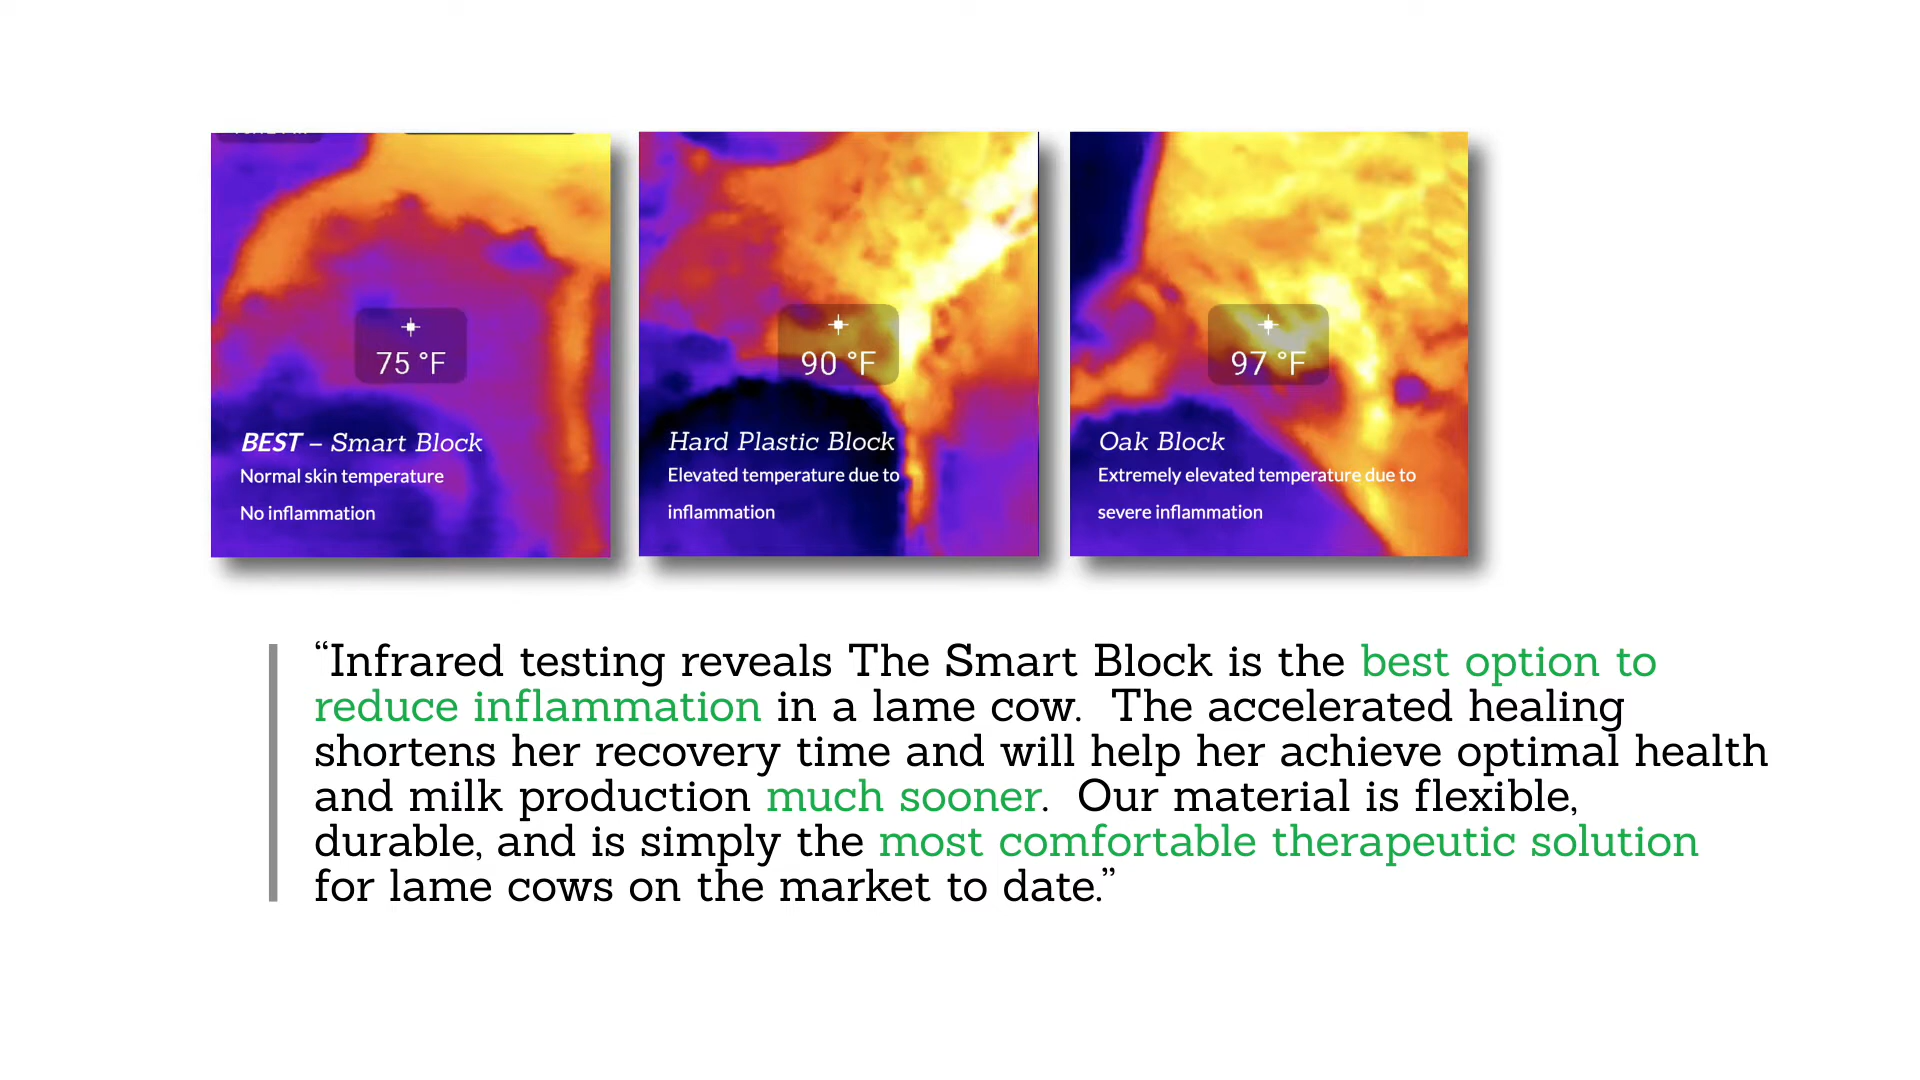 75 °F
BEST – Smart Block
Normal skin temperature
No inflammation
90 °F
Hard Plastic Block
Elevated temperature due to
inflammation
97 °F
Oak Block
Extremely elevated temperature due to
severe inflammation
“Infrared testing reveals The Smart Block is the best option to
reduce inflammation in a lame cow.  The accelerated healing
shortens her recovery time and will help her achieve optimal health
and milk production much sooner.  Our material is flexible,
durable, and is simply the most comfortable therapeutic solution
for lame cows on the market to date.”